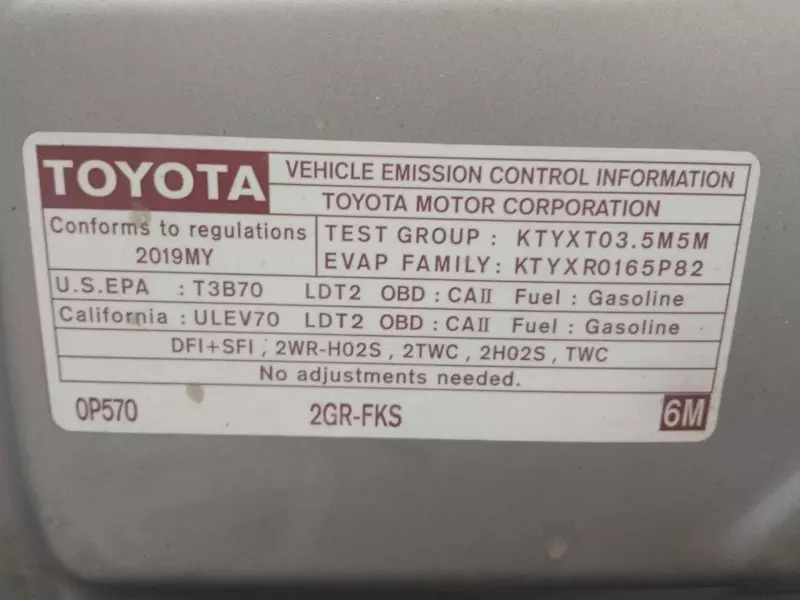 TOYOTA
VEHICLE EMISSION CONTROL INFORMATION
TOYOTA MOTOR CORPORATION
Conforms to regulations
2019MY
TEST GROUP : KTYXT03.5M5M
EVAP FAMILY : KTYXR0165P82
U.S.EPA : T3B70 LDT2 OBD : CAII Fuel : Gasoline
California : ULEV70 LDT2 OBD : CAII Fuel : Gasoline
DFI+SFI , 2WR-HO2S , 2TWC , 2HO2S , TWC
No adjustments needed.
0P570 2GR-FKS 6M